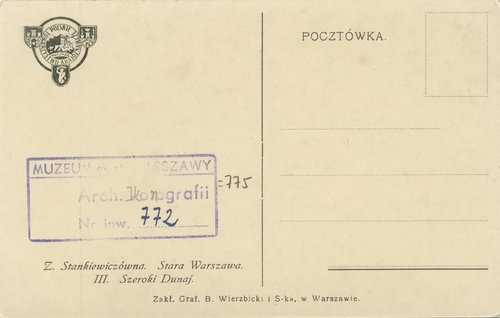 POCZTÓWKA.
MUZEUM WARSZAWY
Arch. Ikonografii
=775
Nr inw. 772
Z. Stankiewiczówna. Stara Warszawa.
III. Szeroki Dunaj.
Zakł. Graf. B. Wierzbicki i S-ka, w Warszawie.